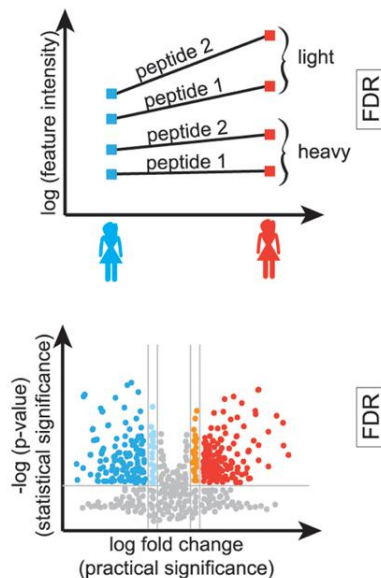 log (feature intensity)
peptide 2
peptide 1
peptide 2
peptide 1
light
heavy
FDR
-log (p-value)
(statistical significance)
log fold change
(practical significance)
FDR